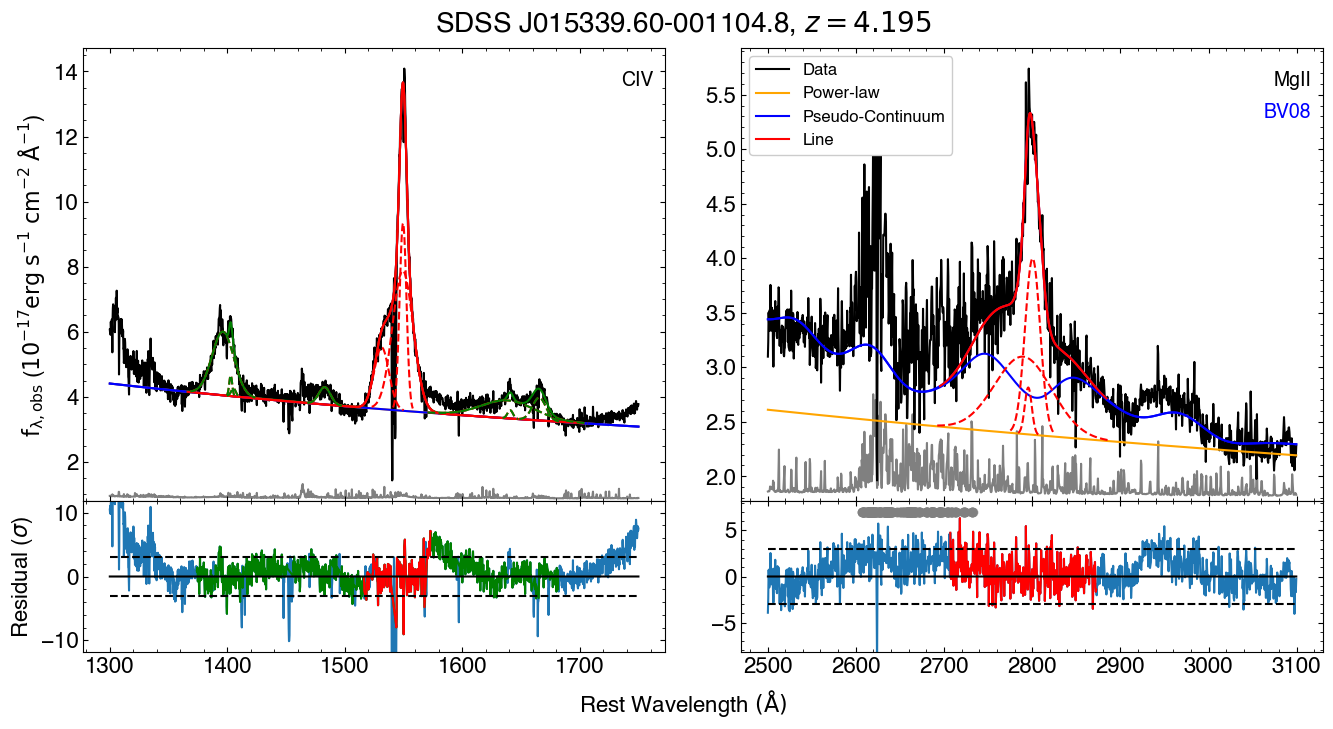 SDSS J015339.60-001104.8, z = 4.195
14
12
10
8
6
4
2
f_λ, obs (10⁻¹⁷erg s⁻¹ cm⁻² Å⁻¹)
CIV
Data
Power-law
Pseudo-Continuum
Line
MgII
BV08
5.5
5.0
4.5
4.0
3.5
3.0
2.5
2.0
10
0
−10
Residual (σ)
5
0
−5
1300 1400 1500 1600 1700
2500 2600 2700 2800 2900 3000 3100
Rest Wavelength (Å)